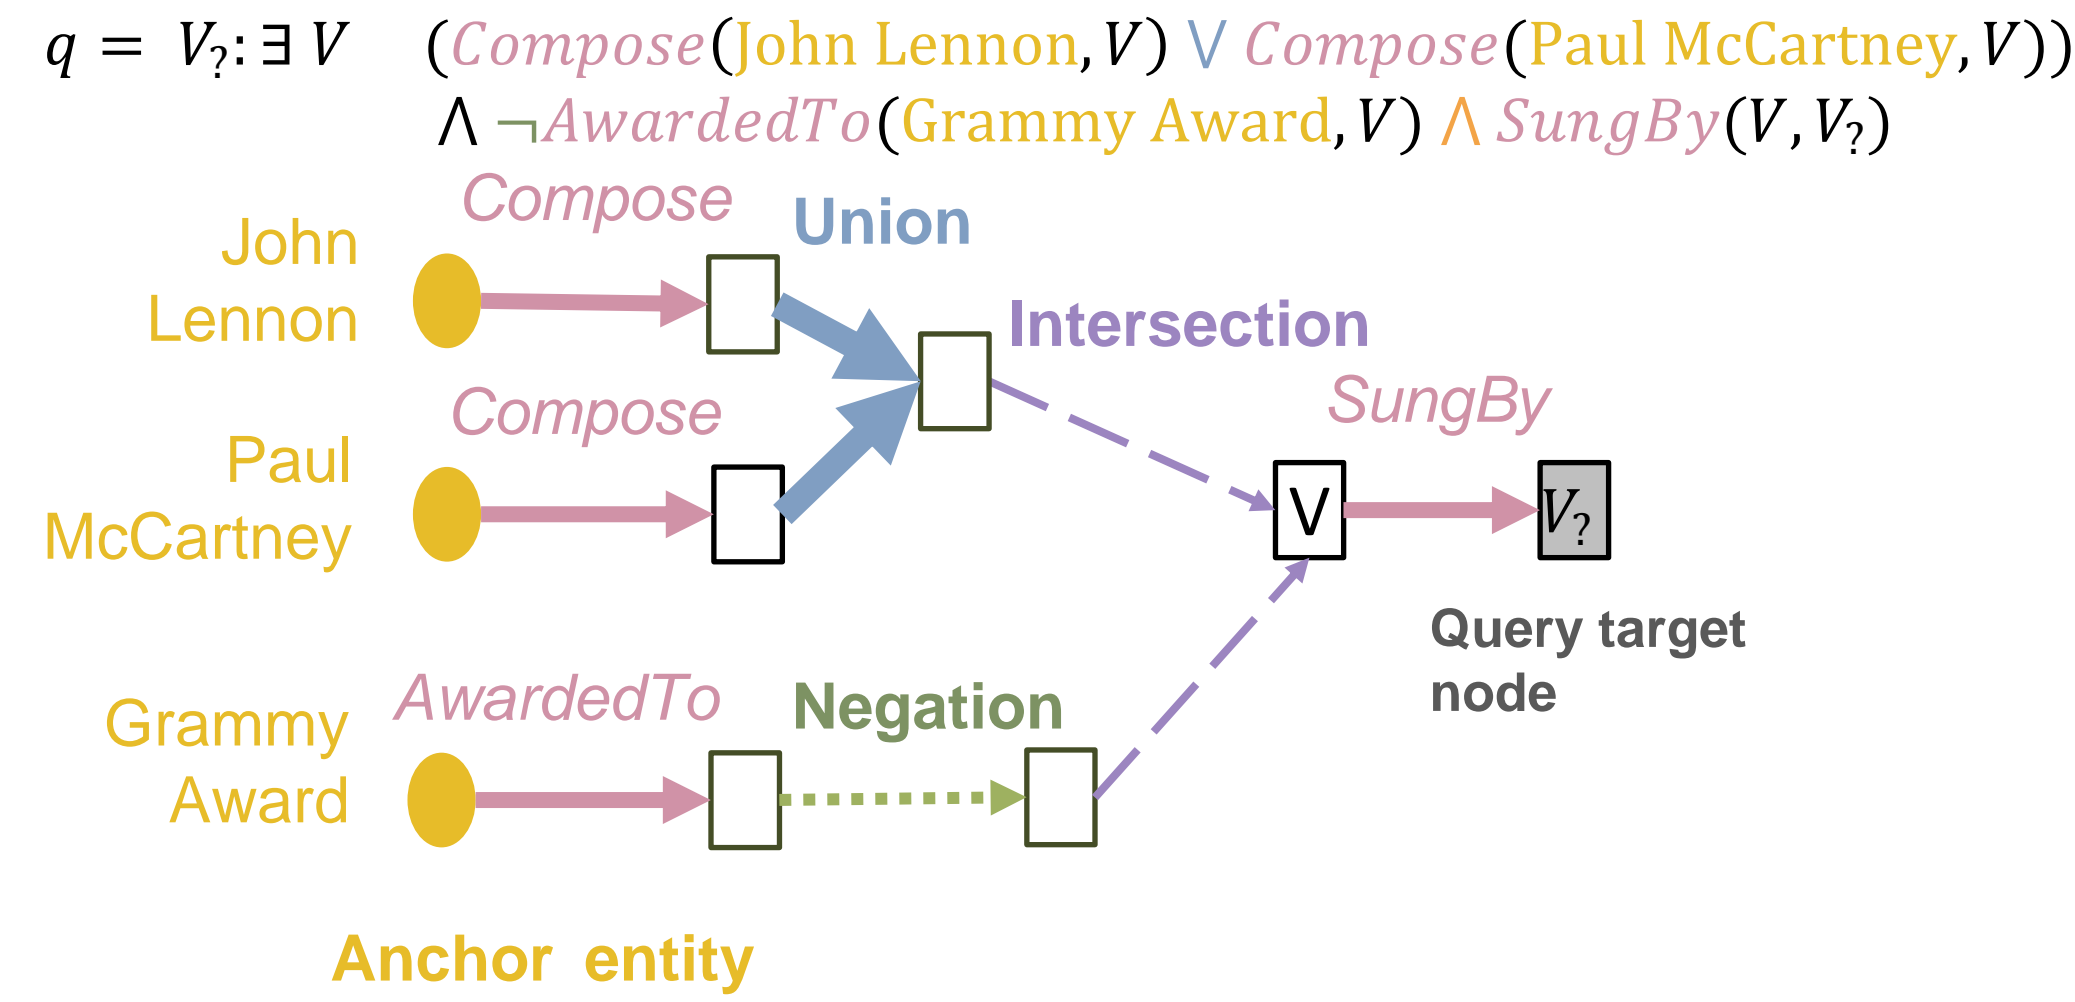 q = V?: ∃ V (Compose(John Lennon, V) ∨ Compose(Paul McCartney, V))
∧ ¬AwardedTo(Grammy Award, V) ∧ SungBy(V, V?)
Compose
Union
John
Lennon
Intersection
SungBy
Compose
Paul
McCartney
V
V?
Query target
node
AwardedTo
Negation
Grammy
Award
Anchor entity